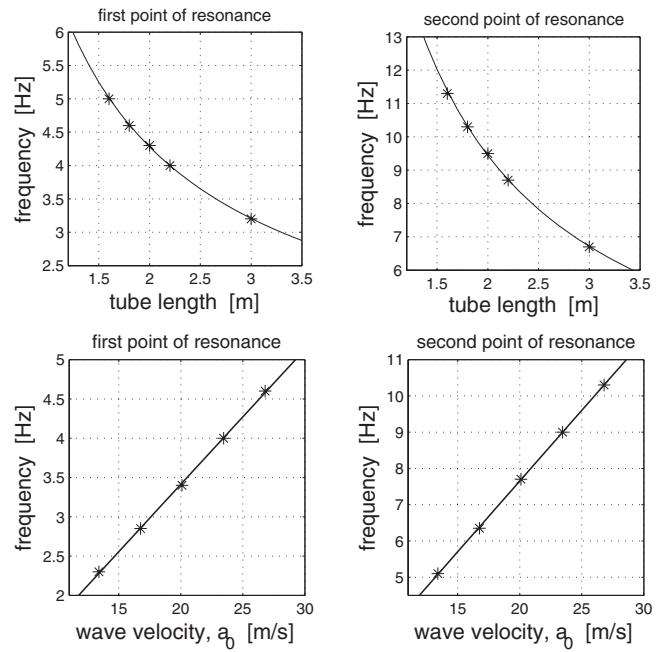 first point of resonance
6
5.5
5
4.5
4
3.5
3
2.5
frequency [Hz]
1.5 2 2.5 3 3.5
tube length [m]
second point of resonance
13
12
11
10
9
8
7
6
frequency [Hz]
1.5 2 2.5 3 3.5
tube length [m]
first point of resonance
5
4.5
4
3.5
3
2.5
2
frequency [Hz]
15 20 25 30
wave velocity, a0 [m/s]
second point of resonance
11
10
9
8
7
6
5
frequency [Hz]
15 20 25 30
wave velocity, a0 [m/s]